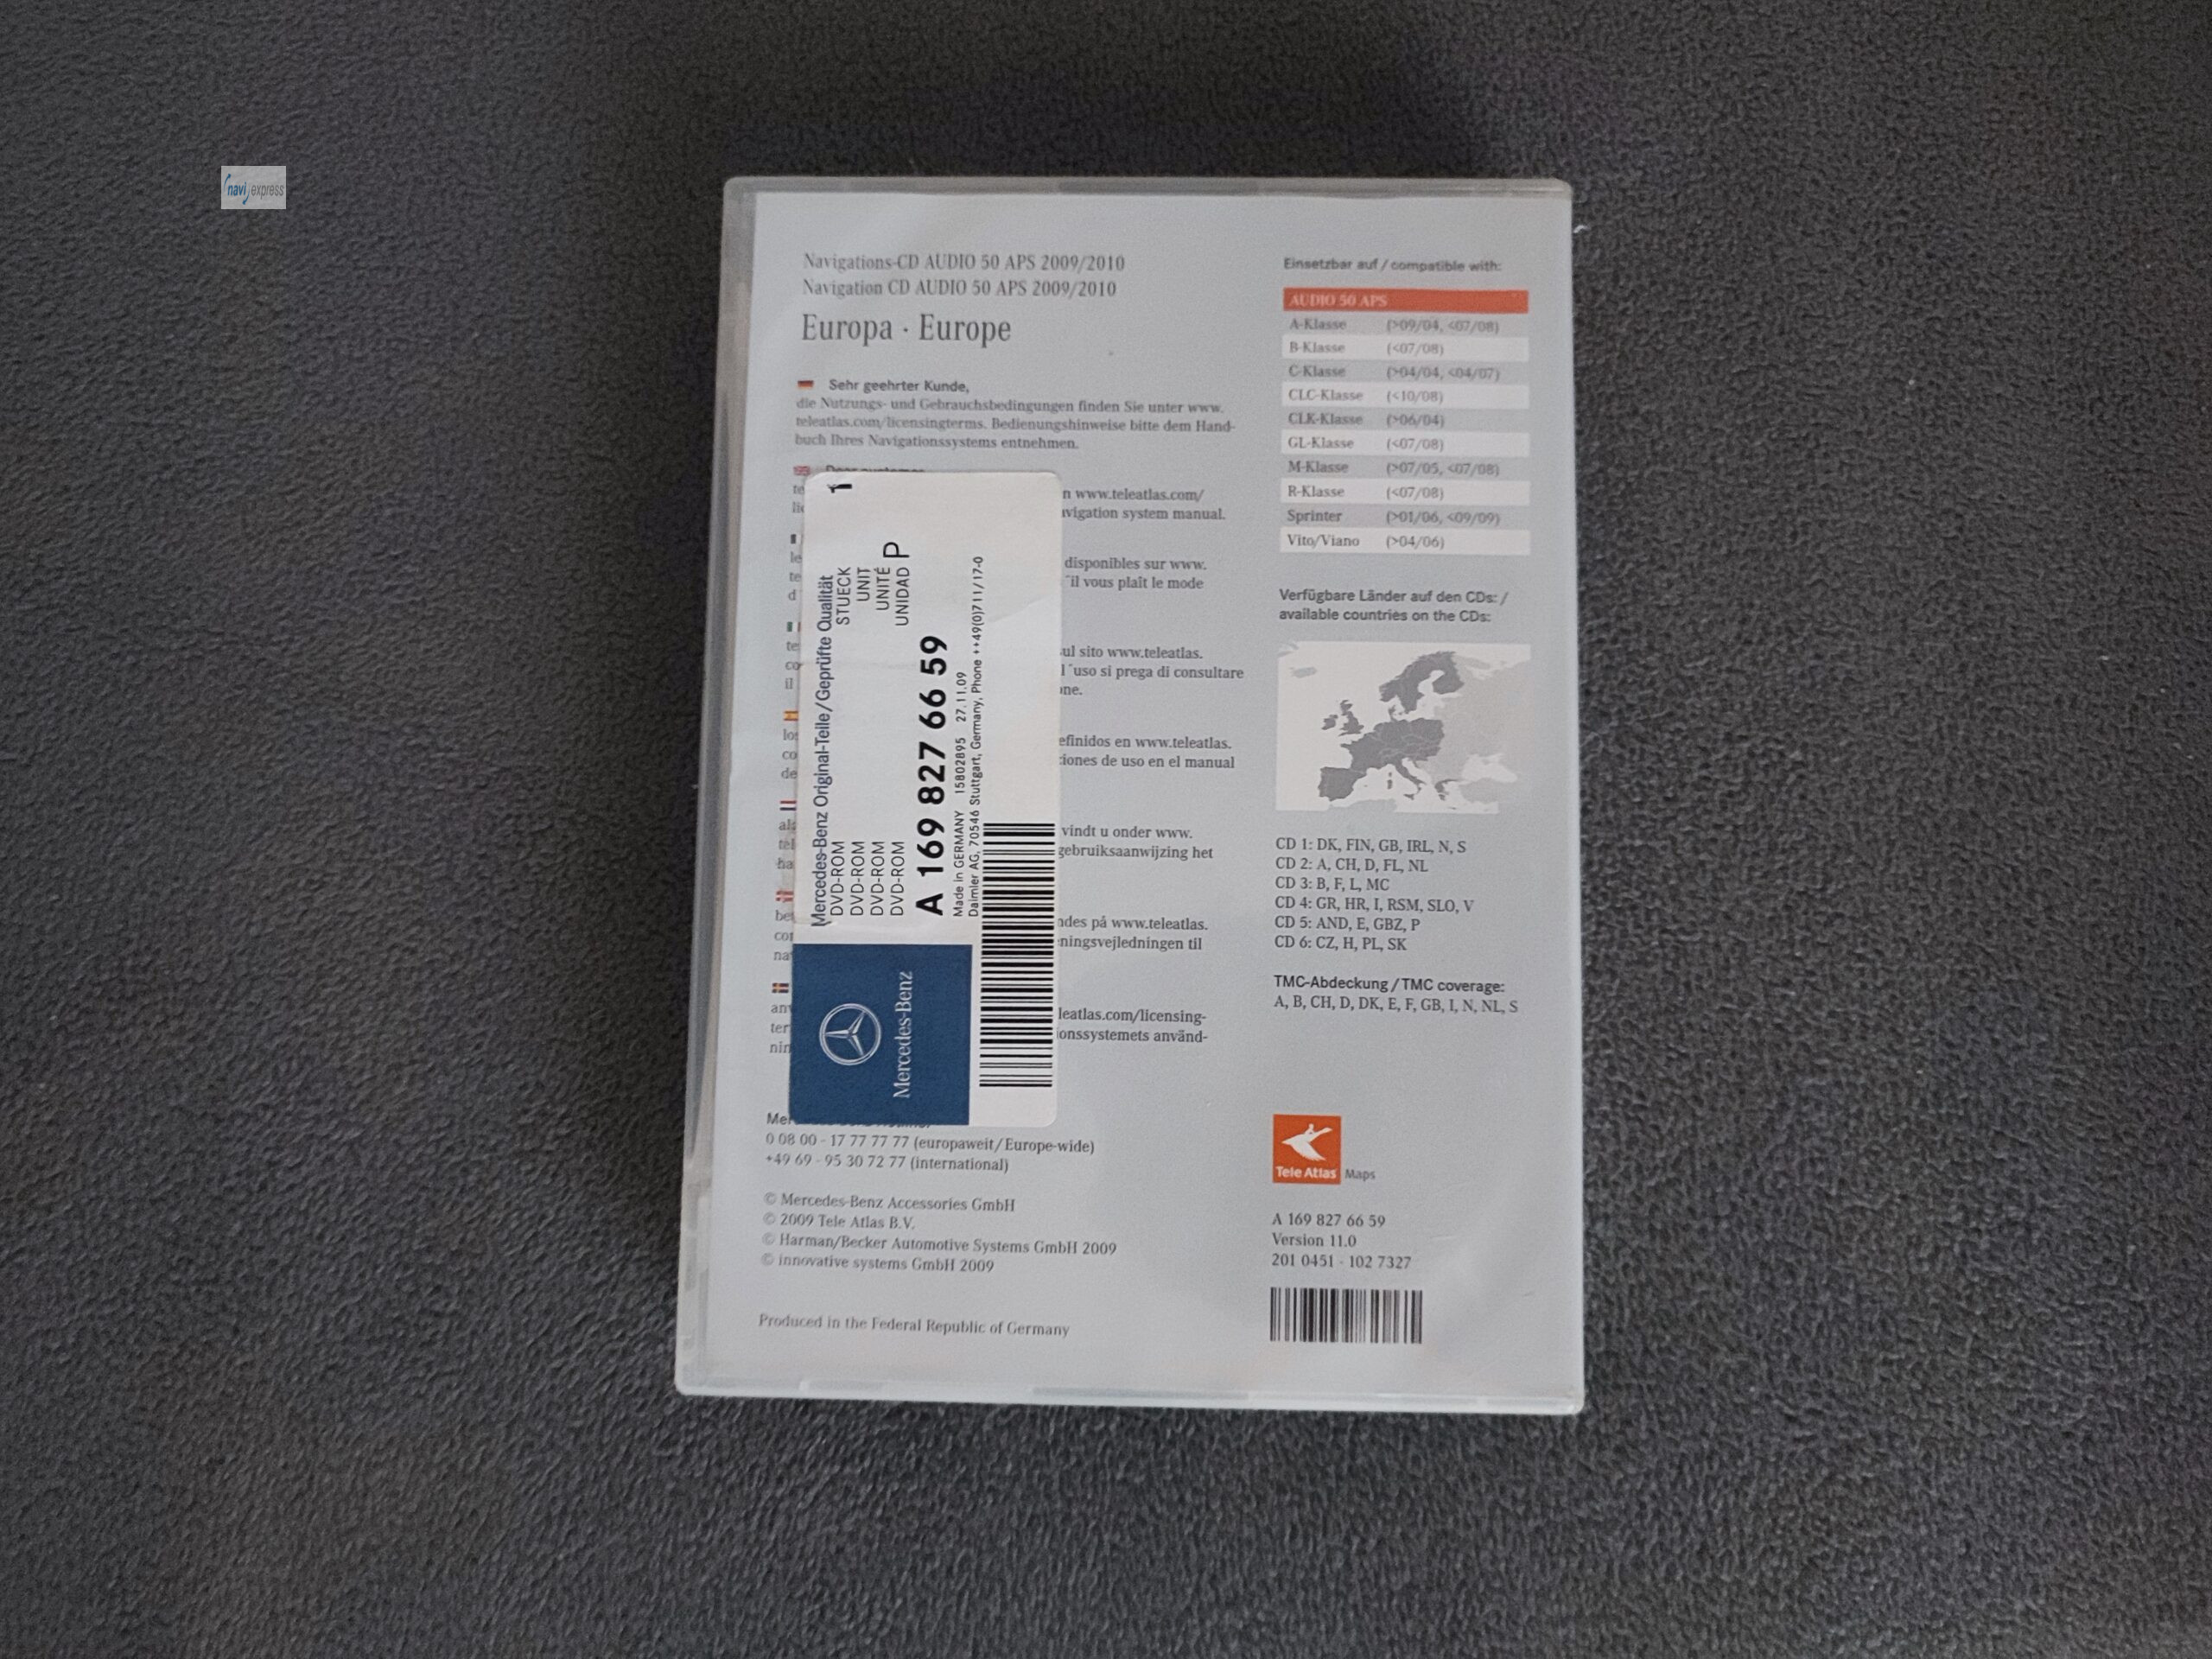 navi express
Navigations-CD AUDIO 50 APS 2009/2010
Navigation CD AUDIO 50 APS 2009/2010
Europa · Europe
Sehr geehrter Kunde,
die Nutzungs- und Gebrauchsbedingungen finden Sie unter www.
teleatlas.com/licensingterms. Bedienungshinweise bitte dem Hand-
buch Ihres Navigationssystems entnehmen.
www.teleatlas.com/
system manual.
disponibles sur www.
vous plaît le mode
sito www.teleatlas.
l´uso si prega di consultare
en www.teleatlas.
de uso en el manual
vindt u onder www.
gebruiksaanwijzing het
på www.teleatlas.
til
använd-
Mercedes-Benz Original-Teile/Geprüfte Qualität
DVD-ROM STUECK
DVD-ROM UNIT
DVD-ROM UNITÉ
DVD-ROM UNIDAD P
A 169 827 66 59
Made in GERMANY 15802895 27.11.09
Daimler AG, 70546 Stuttgart, Germany, Phone ++49(0)711/17-0
Mercedes-Benz
0 08 00 - 17 77 77 77 (europaweit/Europe-wide)
+49 69 - 95 30 72 77 (international)
© Mercedes-Benz Accessories GmbH
© 2009 Tele Atlas B.V.
© Harman/Becker Automotive Systems GmbH 2009
© innovative systems GmbH 2009
Produced in the Federal Republic of Germany
Einsetzbar auf / compatible with:
AUDIO 50 APS
A-Klasse (>09/04, <07/08)
B-Klasse (<07/08)
C-Klasse (>04/04, <04/07)
CLC-Klasse (<10/08)
CLK-Klasse (>06/04)
GL-Klasse (<07/08)
M-Klasse (>07/05, <07/08)
R-Klasse (<07/08)
Sprinter (>01/06, <09/09)
Vito/Viano (>04/06)
Verfügbare Länder auf den CDs: /
available countries on the CDs:
CD 1: DK, FIN, GB, IRL, N, S
CD 2: A, CH, D, FL, NL
CD 3: B, F, L, MC
CD 4: GR, HR, I, RSM, SLO, V
CD 5: AND, E, GBZ, P
CD 6: CZ, H, PL, SK
TMC-Abdeckung / TMC coverage:
A, B, CH, D, DK, E, F, GB, I, N, NL, S
Tele Atlas Maps
A 169 827 66 59
Version 11.0
201 0451 - 102 7327